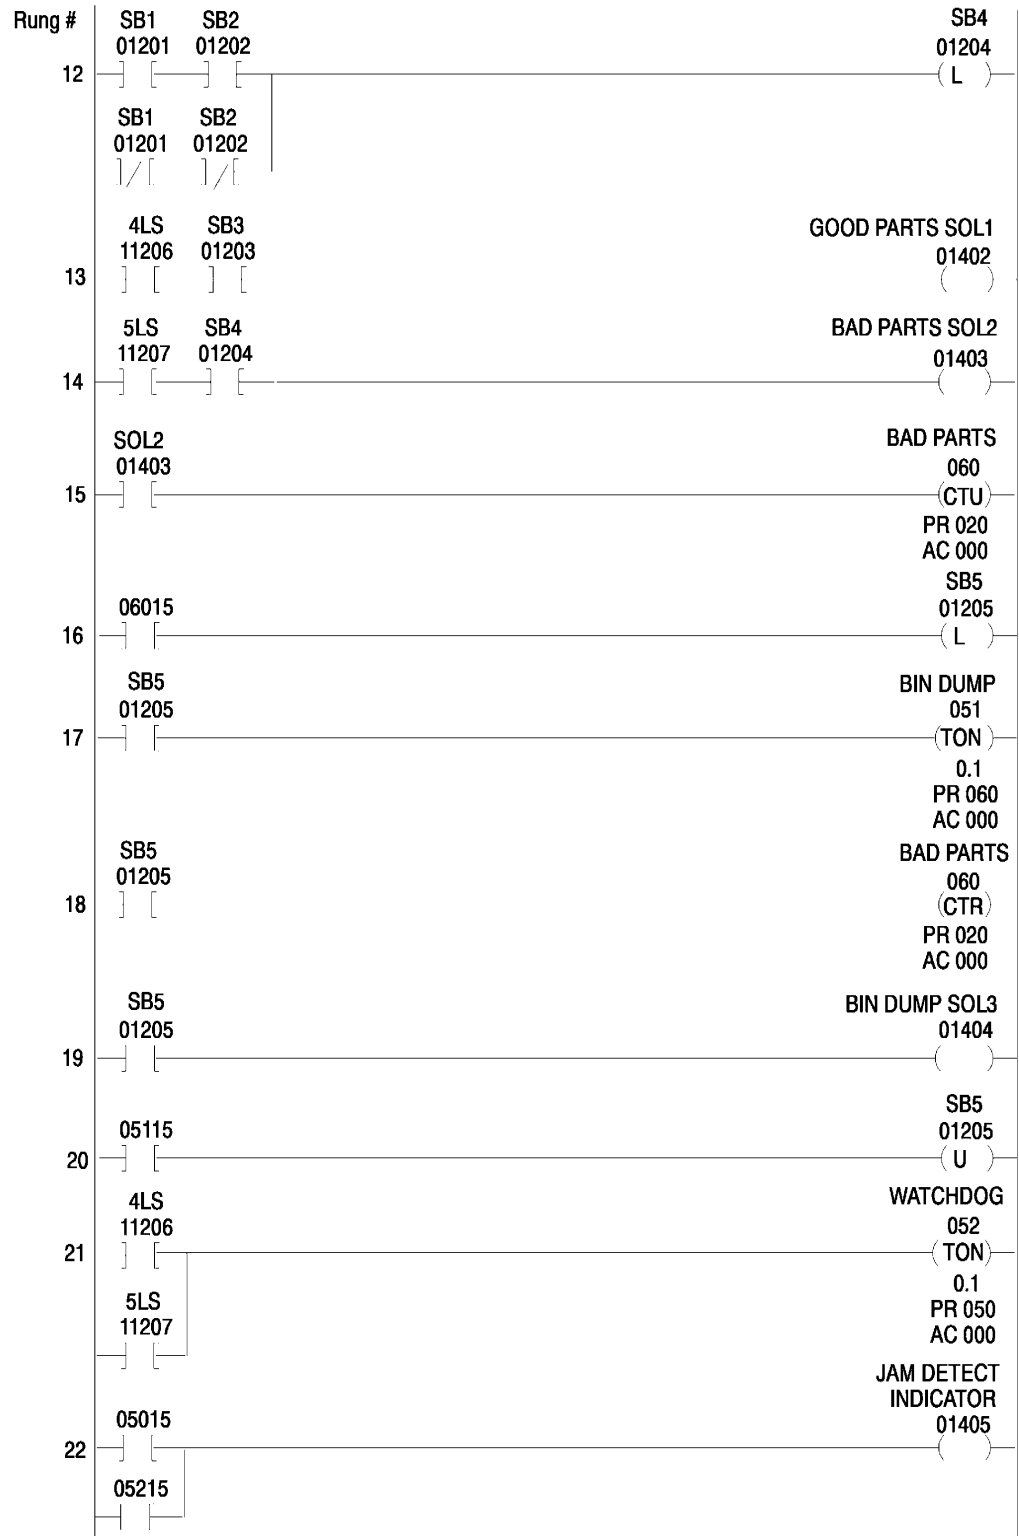 Rung # SB1 SB2 SB4
01201 01202 01204
12 L
SB1 SB2
01201 01202
4LS SB3 GOOD PARTS SOL1
11206 01203 01402
13
5LS SB4 BAD PARTS SOL2
11207 01204 01403
14
SOL2 BAD PARTS
01403 060
15 CTU
PR 020
AC 000
SB5
06015 01205
16 L
SB5 BIN DUMP
01205 051
17 TON
0.1
PR 060
AC 000
SB5 BAD PARTS
01205 060
18 CTR
PR 020
AC 000
SB5 BIN DUMP SOL3
01205 01404
19
SB5
05115 01205
20 U
4LS WATCHDOG
11206 052
21 TON
0.1
5LS PR 050
11207 AC 000
JAM DETECT
INDICATOR
05015 01405
22
05215